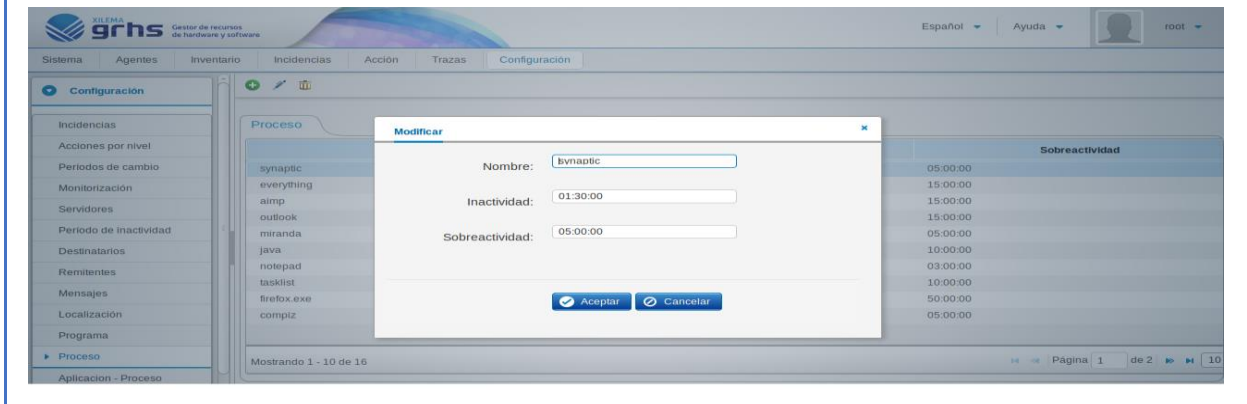 XILEMA
grhs Gestor de recursos
de hardware y software
Español Ayuda root
Sistema Agentes Inventario Incidencias Acción Trazas Configuración
Configuración
Incidencias
Acciones por nivel
Periodos de cambio
Monitorización
Servidores
Periodo de inactividad
Destinatarios
Remitentes
Mensajes
Localización
Programa
Proceso
Aplicacion - Proceso
Proceso
Sobreactividad
synaptic 05:00:00
everything 15:00:00
aimp 15:00:00
outlook 15:00:00
miranda 05:00:00
java 10:00:00
notepad 03:00:00
tasklist 10:00:00
firefox.exe 50:00:00
compiz 05:00:00
Mostrando 1 - 10 de 16
Página 1 de 2 10
Modificar
Nombre: synaptic
Inactividad: 01:30:00
Sobreactividad: 05:00:00
Aceptar Cancelar